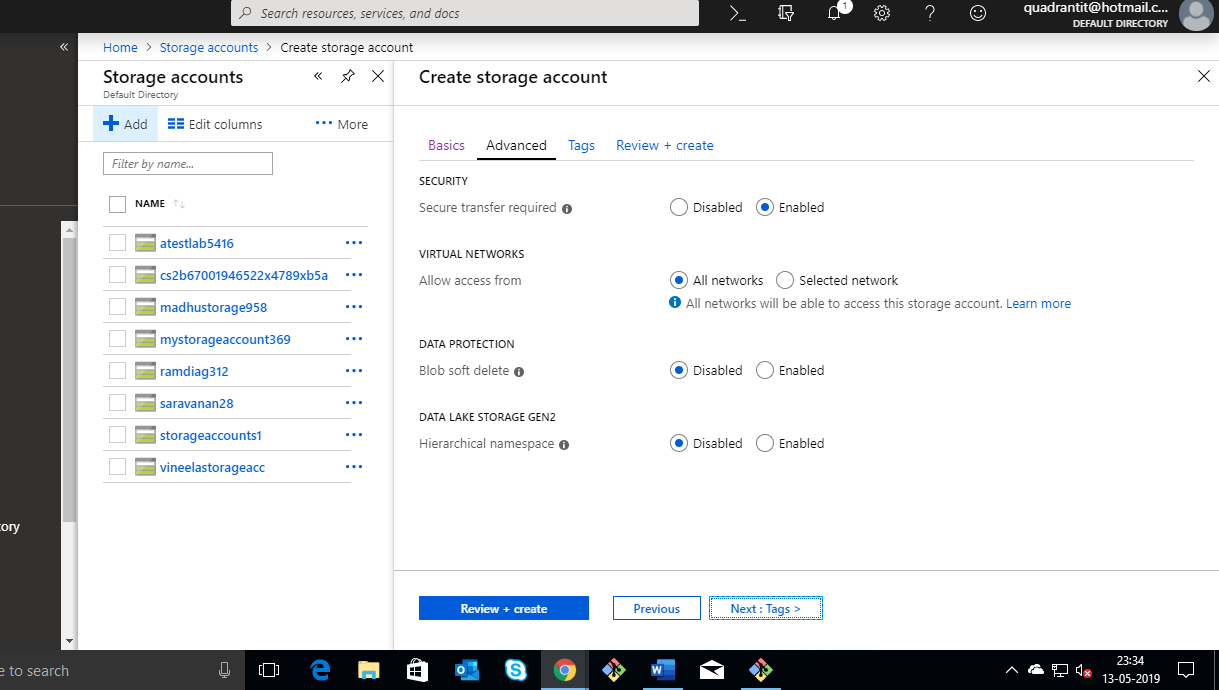 Search resources, services, and docs
1
quadrantit@hotmail.c...
DEFAULT DIRECTORY
Home > Storage accounts > Create storage account
Storage accounts
Default Directory
Add
Edit columns
More
Filter by name...
NAME
atestlab5416
cs2b67001946522x4789xb5a
madhustorage958
mystorageaccount369
ramdiag312
saravanan28
storageaccounts1
vineelastorageacc
Create storage account
Basics Advanced Tags Review + create
SECURITY
Secure transfer required Disabled Enabled
VIRTUAL NETWORKS
Allow access from All networks Selected network
All networks will be able to access this storage account. Learn more
DATA PROTECTION
Blob soft delete Disabled Enabled
DATA LAKE STORAGE GEN2
Hierarchical namespace Disabled Enabled
Review + create Previous Next : Tags >
tory
e to search
23:34
13-05-2019